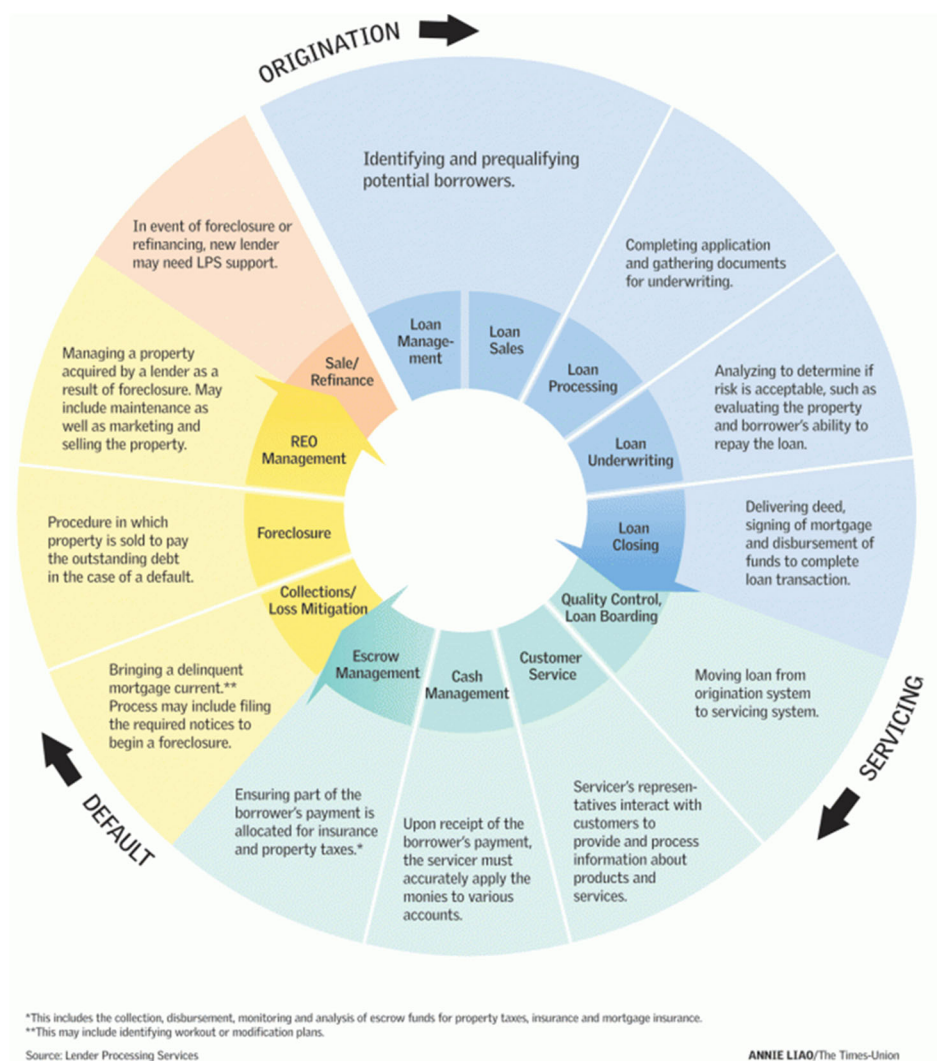 ORIGINATION
Identifying and prequalifying
potential borrowers.
Loan
Manage-
ment
Loan
Sales
Completing application
and gathering documents
for underwriting.
Loan
Processing
Analyzing to determine if
risk is acceptable, such as
evaluating the property
and borrower's ability to
repay the loan.
Loan
Underwriting
Delivering deed,
signing of mortgage
and disbursement of
funds to complete
loan transaction.
Loan
Closing
SERVICING
Moving loan from
origination system
to servicing system.
Quality Control,
Loan Boarding
Servicer's represen-
tatives interact with
customers to
provide and process
information about
products and
services.
Customer
Service
Upon receipt of the
borrower's payment,
the servicer must
accurately apply the
monies to various
accounts.
Cash
Management
Ensuring part of the
borrower's payment is
allocated for insurance
and property taxes.*
Escrow
Management
DEFAULT
Bringing a delinquent
mortgage current.**
Process may include filing
the required notices to
begin a foreclosure.
Collections/
Loss Mitigation
Procedure in which
property is sold to pay
the outstanding debt
in the case of a default.
Foreclosure
Managing a property
acquired by a lender as a
result of foreclosure. May
include maintenance as
well as marketing and
selling the property.
REO
Management
In event of foreclosure or
refinancing, new lender
may need LPS support.
Sale/
Refinance
*This includes the collection, disbursement, monitoring and analysis of escrow funds for property taxes, insurance and mortgage insurance.
**This may include identifying workout or modification plans.
Source: Lender Processing Services
ANNIE LIAO/The Times-Union